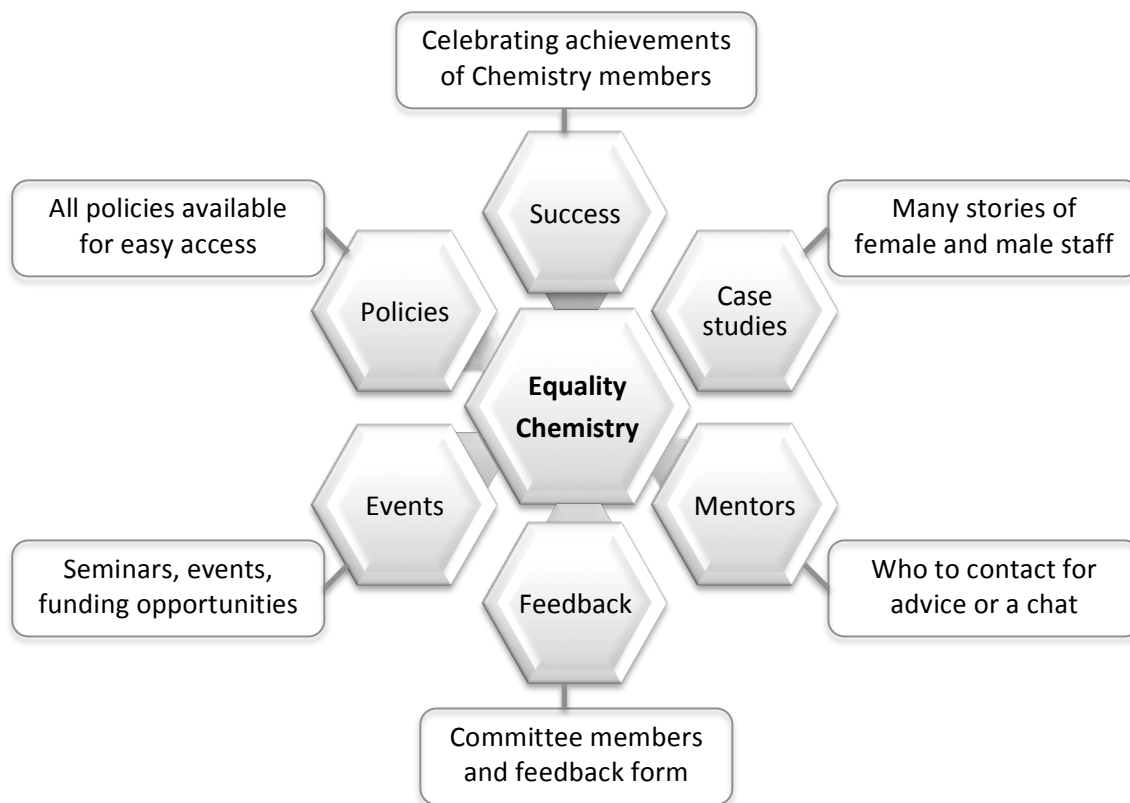 Celebrating achievements
of Chemistry members
Success
All policies available
for easy access
Policies
Many stories of
female and male staff
Case
studies
Equality
Chemistry
Events
Seminars, events,
funding opportunities
Mentors
Who to contact for
advice or a chat
Feedback
Committee members
and feedback form